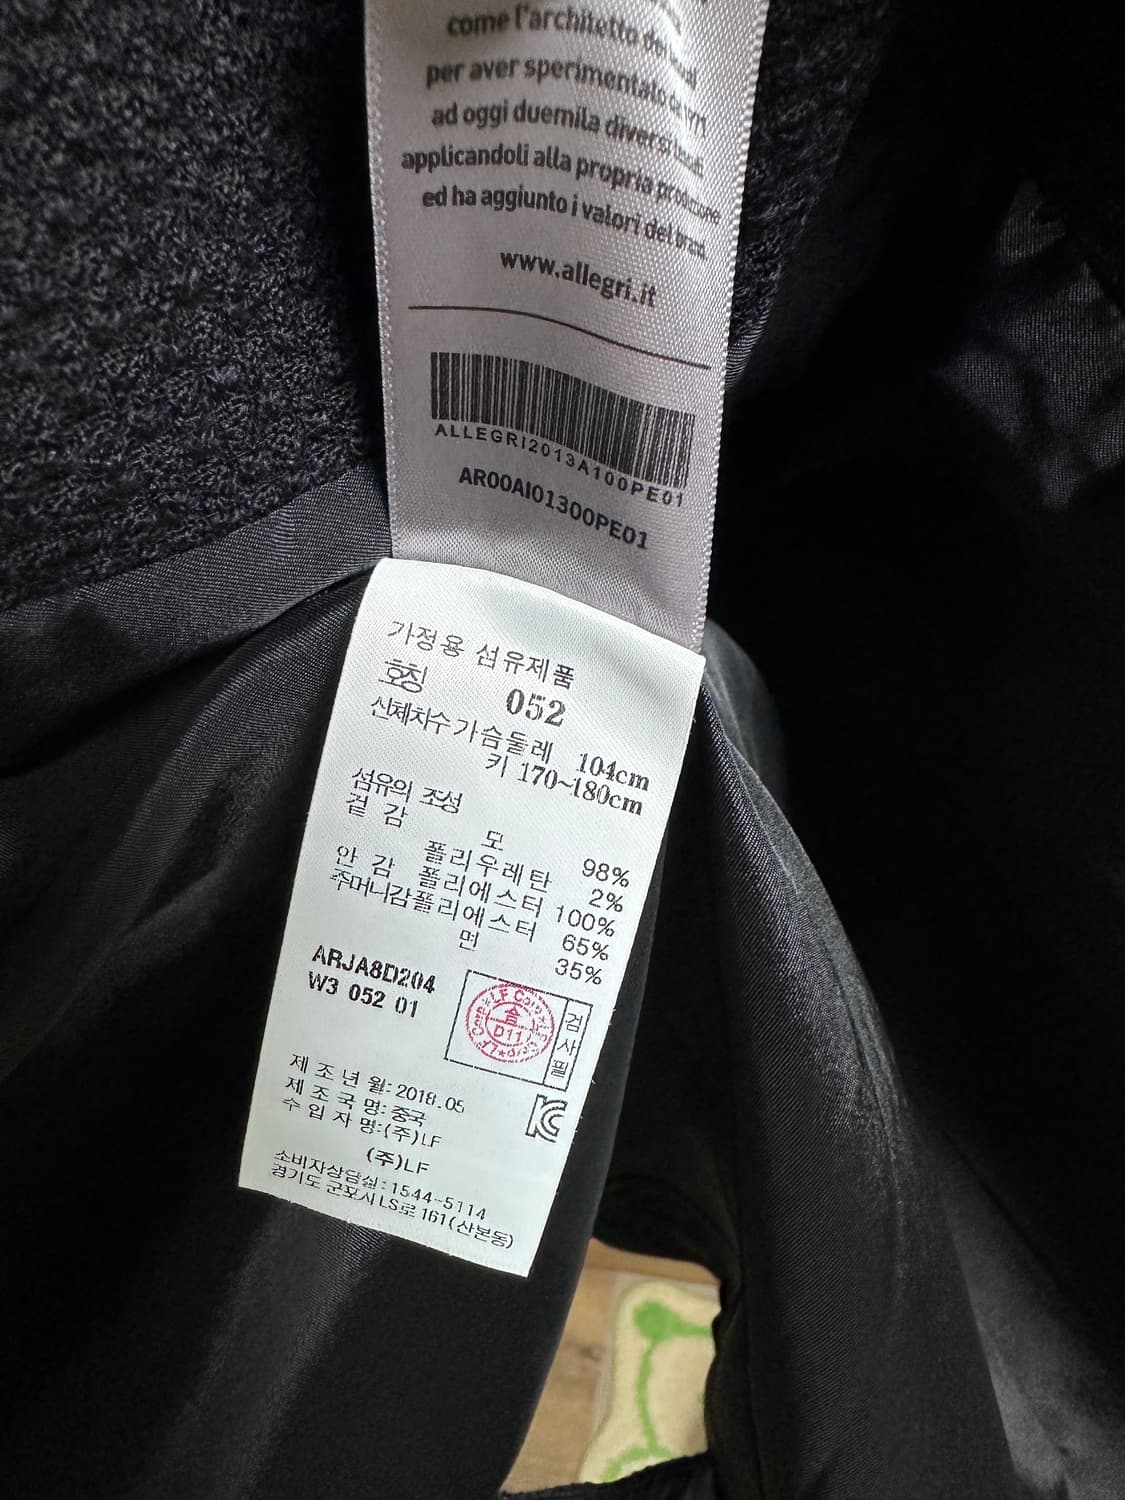 come l'architetto
per aver sperimentato
ad oggi duemila diversi
applicandoli alla propria produzione
ed ha aggiunto i valori del brand.
www.allegri.it
ALLEGRI2013A100PE01
AR00AI01300PE01
가정용 섬유제품
호칭 052
신체치수 가슴둘레 104cm
키 170~180cm
섬유의 조성
겉 감 모 98%
폴리우레탄 2%
안 감 폴리에스터 100%
주머니감 폴리에스터 65%
면 35%
ARJA8D204
W3 052 01
LF Corp
D11
검사필
제 조 년 월: 2018.05
제 조 국 명: 중국
수 입 자 명: (주)LF
(주)LF
소비자상담실: 1544-5114
경기도 군포시 LS로 161 (산본동)